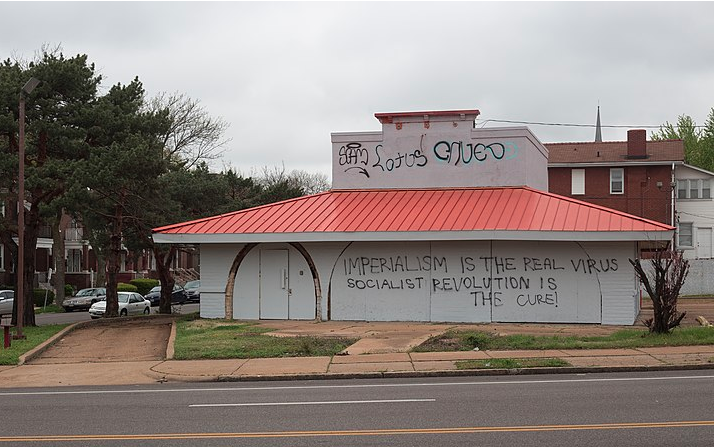 Lotus
IMPERIALISM IS THE REAL VIRUS
SOCIALIST REVOLUTION IS
THE CURE!